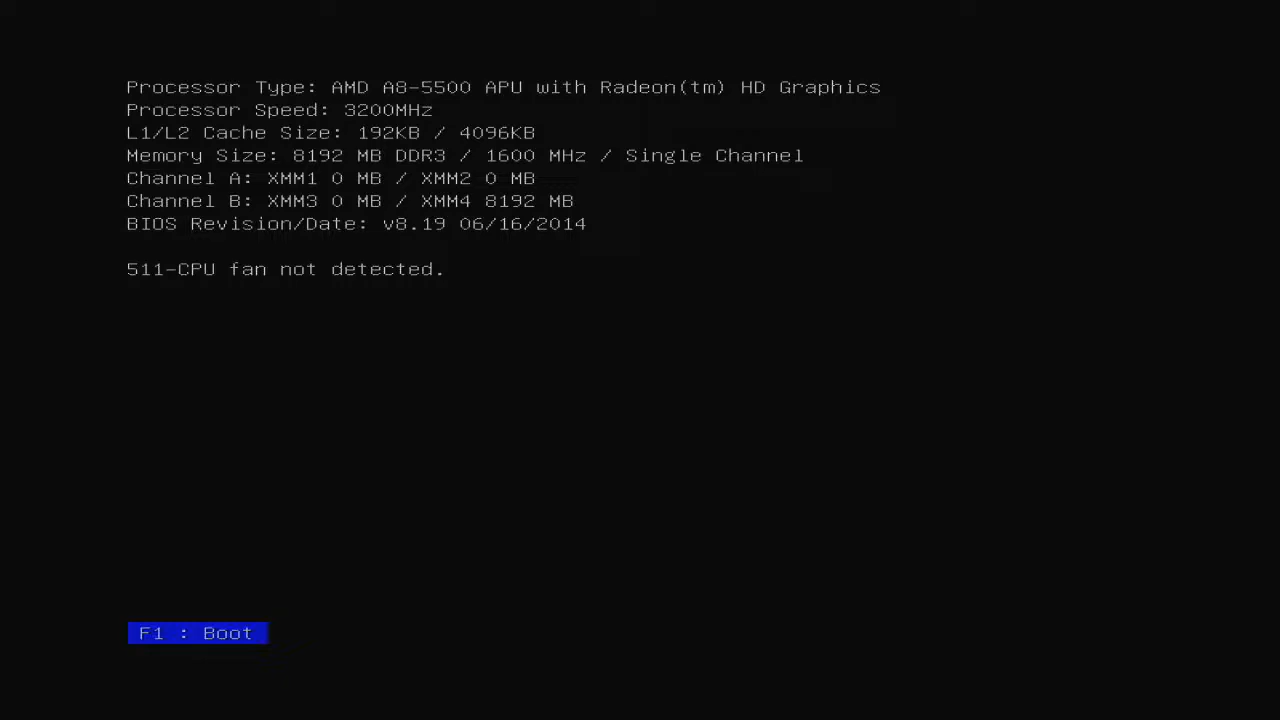 Processor Type: AMD A8-5500 APU with Radeon(tm) HD Graphics
Processor Speed: 3200MHz
L1/L2 Cache Size: 192KB / 4096KB
Memory Size: 8192 MB DDR3 / 1600 MHz / Single Channel
Channel A: XMM1 0 MB / XMM2 0 MB
Channel B: XMM3 0 MB / XMM4 8192 MB
BIOS Revision/Date: v8.19 06/16/2014
511-CPU fan not detected.
F1 : Boot